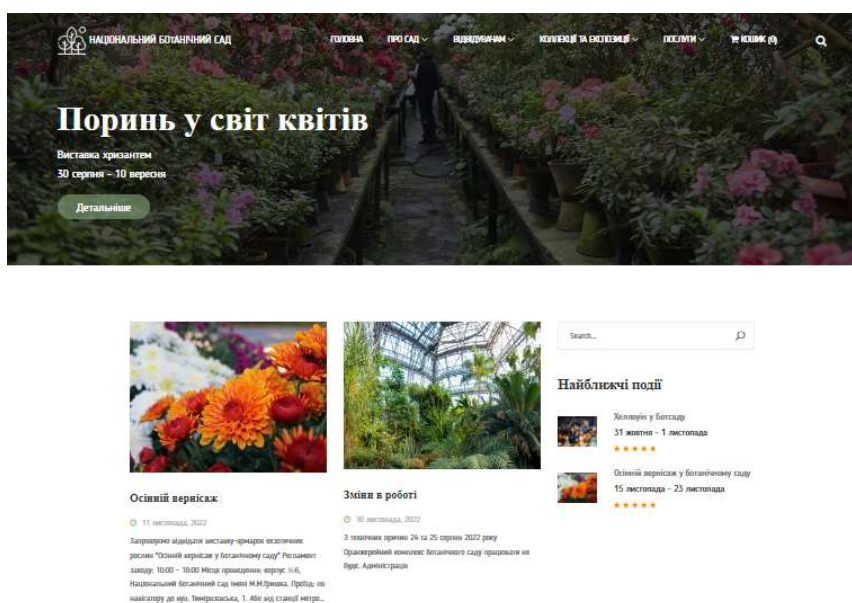 НАЦІОНАЛЬНИЙ БОТАНІЧНИЙ САД
ГОЛОВНА ПРО САД ВІДВІДУВАЧАМ КОЛЛЕКЦІЇ ТА ЕКСПОЗИЦІЇ ПОСЛУГИ КОШИК (0)
Поринь у світ квітів
Виставка хризантем
30 серпня - 10 вересня
Детальніше
Осінній вернісаж
11 листопада, 2022
Запрошуємо відвідати виставку-ярмарок екзотичних
рослин "Осінній вернісаж у ботанічному саду" Регламент
заходу: 10:00 - 18:00 Місце проведення: корпус №6,
Національний ботанічний сад імені М.М.Гришка. Проїзд: по
навігатору до вул. Тимірязівська, 1. Або від станції метро...
Зміни в роботі
10 листопада, 2022
З технічних причин 24 та 25 серпня 2022 року
Оранжерейний комплекс ботанічного саду працювати не
буде. Адміністрація
Search...
Найближчі події
Хелловін у Ботсаду
31 жовтня - 1 листопада
Осінній вернісаж у ботанічному саду
15 листопада - 23 листопада